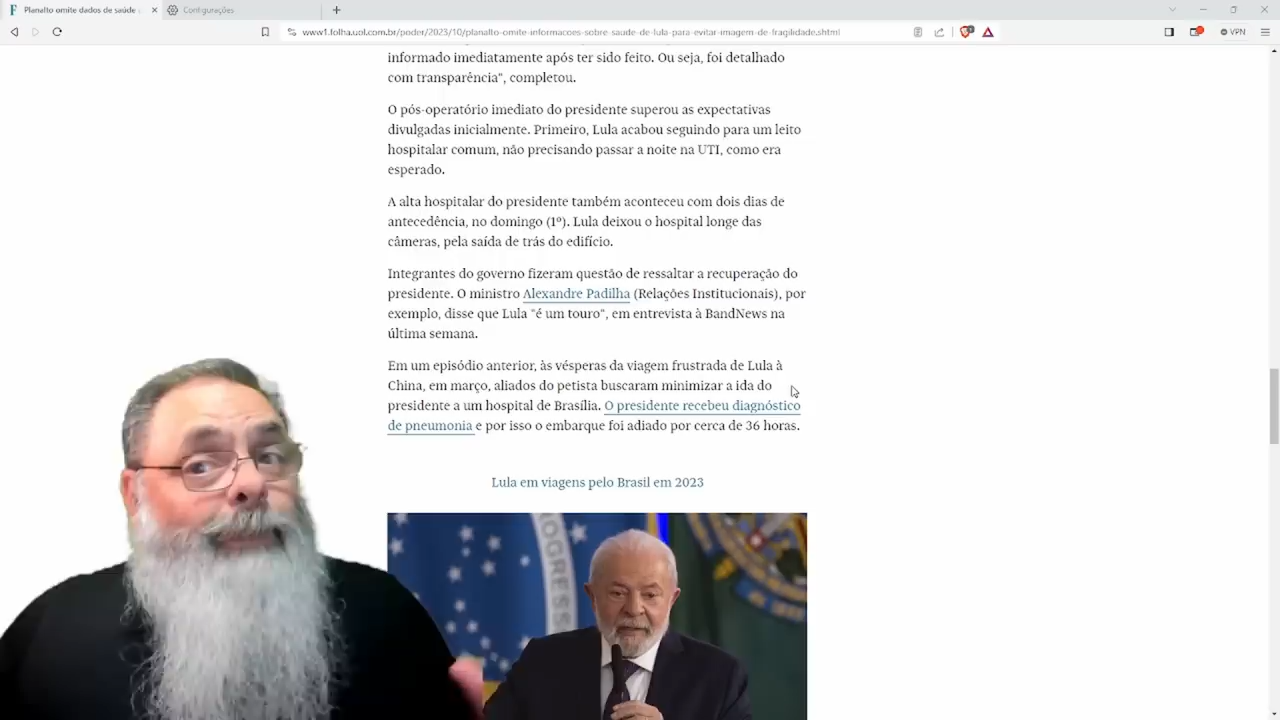 Planalto omite dados de saúde
Configurações
www1.folha.uol.com.br/poder/2023/10/planalto-omite-informacoes-sobre-saude-de-lula-para-evitar-imagem-de-fragilidade.shtml
VPN
informado imediatamente após ter sido feito. Ou seja, foi detalhado
com transparência", completou.
O pós-operatório imediato do presidente superou as expectativas
divulgadas inicialmente. Primeiro, Lula acabou seguindo para um leito
hospitalar comum, não precisando passar a noite na UTI, como era
esperado.
A alta hospitalar do presidente também aconteceu com dois dias de
antecedência, no domingo (1º). Lula deixou o hospital longe das
câmeras, pela saída de trás do edifício.
Integrantes do governo fizeram questão de ressaltar a recuperação do
presidente. O ministro Alexandre Padilha (Relações Institucionais), por
exemplo, disse que Lula "é um touro", em entrevista à BandNews na
última semana.
Em um episódio anterior, às vésperas da viagem frustrada de Lula à
China, em março, aliados do petista buscaram minimizar a ida do
presidente a um hospital de Brasília. O presidente recebeu diagnóstico
de pneumonia e por isso o embarque foi adiado por cerca de 36 horas.
Lula em viagens pelo Brasil em 2023